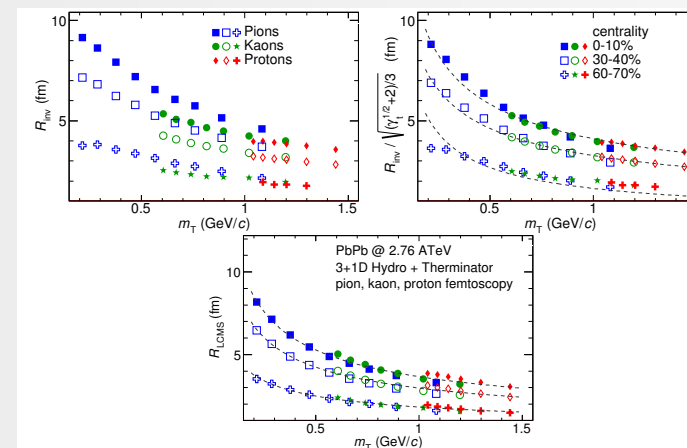 10
5
R_inv (fm)
Pions
Kaons
Protons
0.5
1
1.5
m_T (GeV/c)
10
5
R_inv / √(γ_t^1/2+2)/3 (fm)
centrality
0-10%
30-40%
60-70%
0.5
1
m_T (GeV/c)
10
5
R_LCMS (fm)
PbPb @ 2.76 ATeV
3+1D Hydro + Therminator
pion, kaon, proton femtoscopy
0.5
1
1.5
m_T (GeV/c)